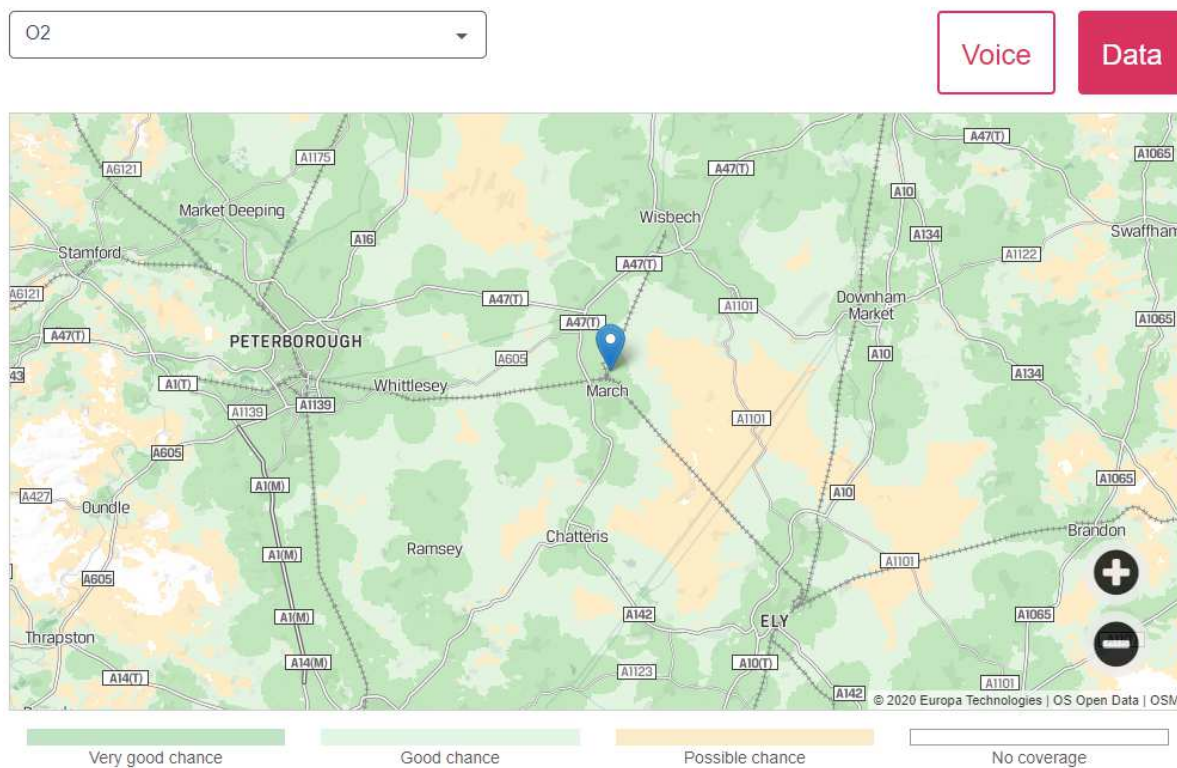 O2
Voice
Data
A47(T)
A1065
A6121
A1175
A47(T)
A10
Market Deeping
Wisbech
A134
Swaffham
Stamford
A16
A47(T)
A1122
A6121
A47(T)
A1101
Downham
Market
A1065
A47(T)
PETERBOROUGH
A47(T)
A605
A10
43
A1(T)
Whittlesey
March
A134
A1139
A1139
A1101
A605
A1(M)
A427
Oundle
A10
A1065
A1(M)
Ramsey
Chatteris
Brandon
A605
A1101
A1(M)
A142
ELY
A1065
Thrapston
A14(M)
A1123
A10(T)
A14(T)
A142
A1101
© 2020 Europa Technologies | OS Open Data | OSM
Very good chance
Good chance
Possible chance
No coverage